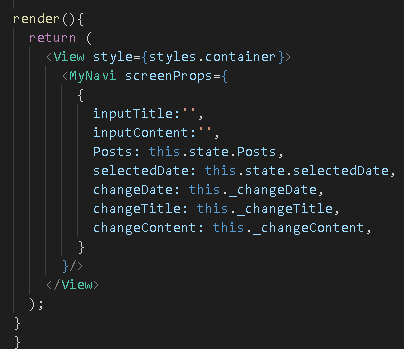 render(){
return (
<View style={styles.container}>
<MyNavi screenProps={
{
inputTitle:'',
inputContent:'',
Posts: this.state.Posts,
selectedDate: this.state.selectedDate,
changeDate: this._changeDate,
changeTitle: this._changeTitle,
changeContent: this._changeContent,
}
}/>
</View>
);
}
}